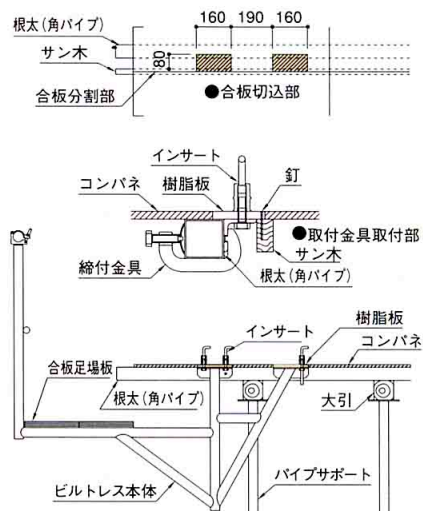 160 190 160
根太(角パイプ)
サン木
80
合板分割部
●合板切込部
インサート
釘
コンパネ
樹脂板
●取付金具取付部
サン木
締付金具
根太(角パイプ)
インサート
樹脂板
コンパネ
合板足場板
根太(角パイプ)
大引
ビルトレス本体
パイプサポート